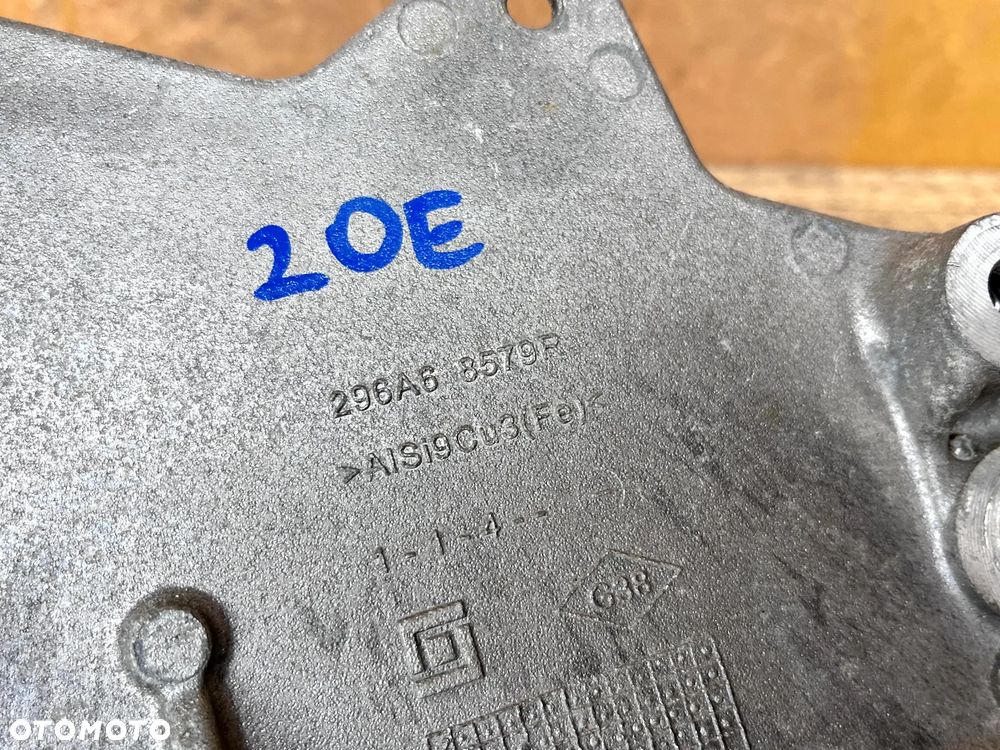 20E
296A6 8579R
>AlSi9Cu3(Fe)<
1-1-4--
C38
OTOMOTO